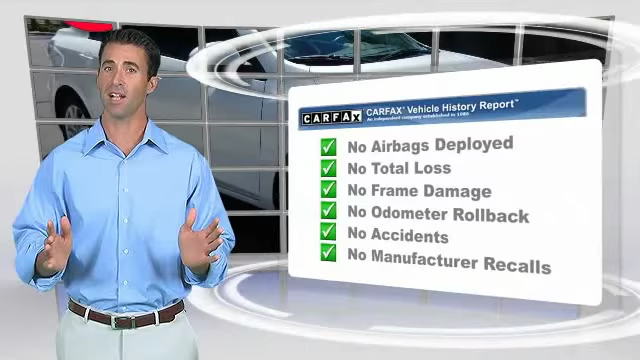 CARFAX
CARFAX® Vehicle History Report™
An independent company established in 1986
No Airbags Deployed
No Total Loss
No Frame Damage
No Odometer Rollback
No Accidents
No Manufacturer Recalls